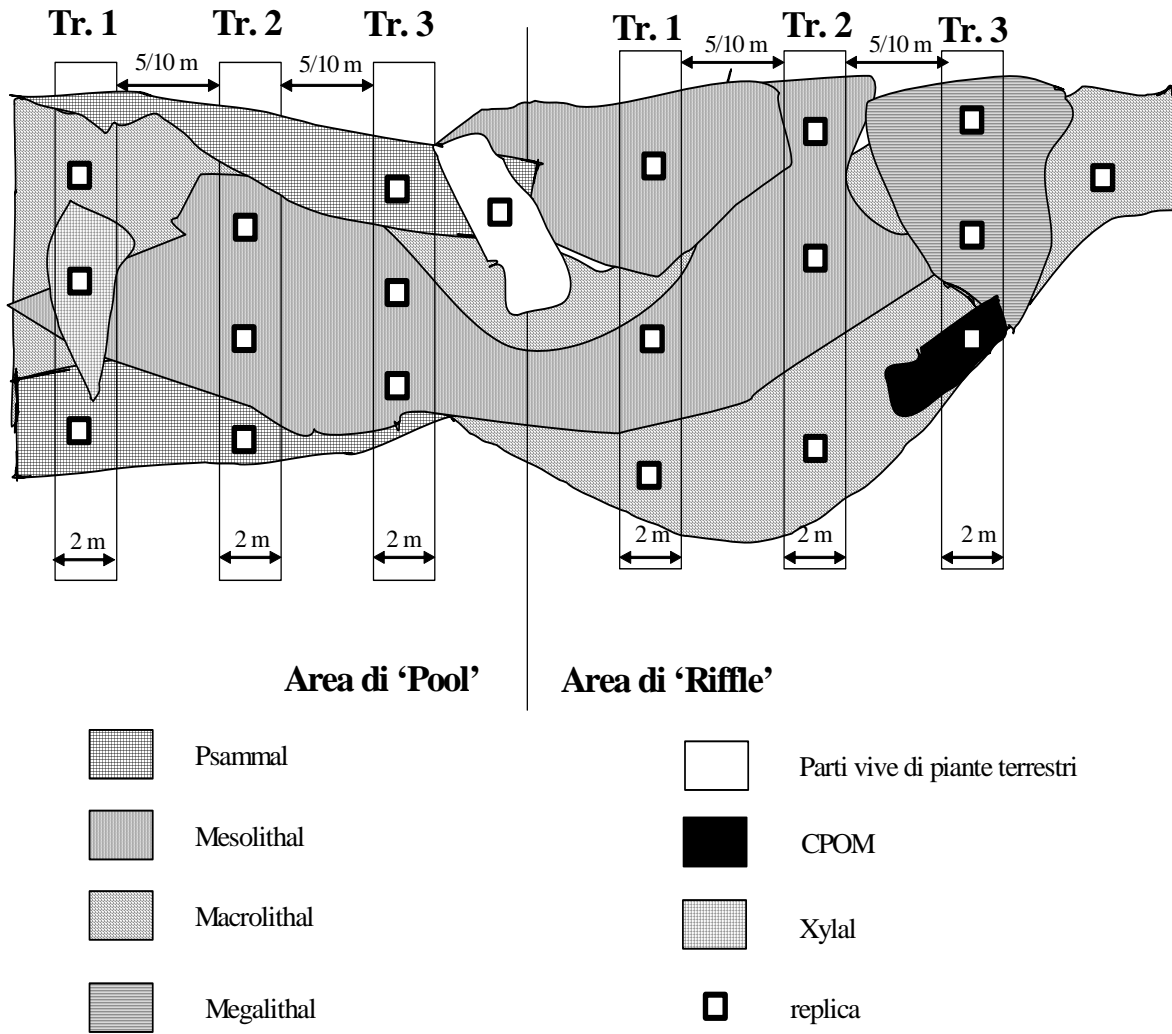 Tr. 1 Tr. 2 Tr. 3 Tr. 1 Tr. 2 Tr. 3
5/10 m 5/10 m 5/10 m 5/10 m
2 m 2 m 2 m 2 m 2 m 2 m
Area di ‘Pool’ Area di ‘Riffle’
Psammal
Mesolithal
Macrolithal
Megalithal
Parti vive di piante terrestri
CPOM
Xylal
replica